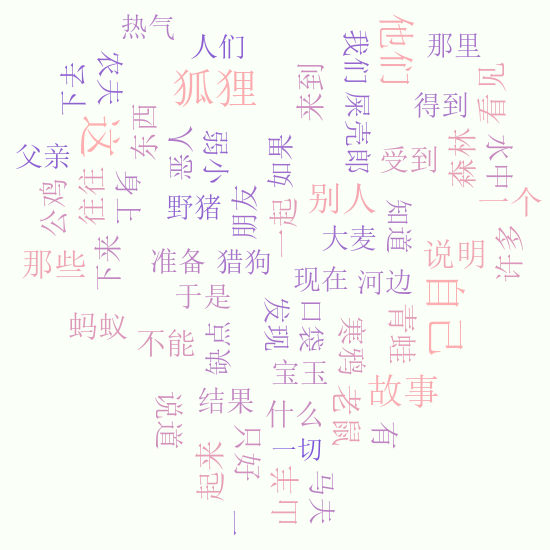 热气
人们
他们
我们
那里
农夫
下去
狐狸
来到
得到
看见
这
东西
恶人
弱小
屎壳郎
如果
受到
森林
水中
父亲
公鸡
往往
身上
野猪
朋友
一起
别人
知道
一个
那些
下来
准备
猎狗
大麦
现在
河边
说明
许多
于是
自己
蚂蚁
不能
缺点
发现
口袋
寒鸦
青蛙
宝玉
故事
说道
结果
什么
老鼠
有
只好
一切
起来
山羊
马夫
一